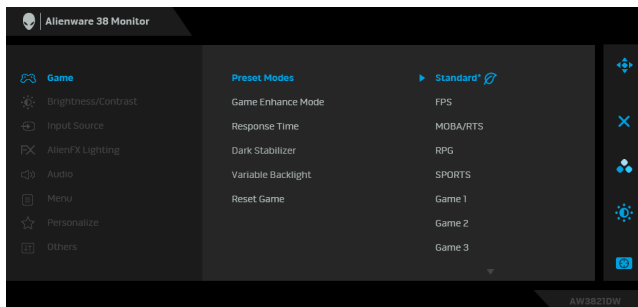 Alienware 38 Monitor
Game
Brightness/Contrast
Input Source
FX AlienFX Lighting
Audio
Menu
Personalize
Others
Preset Modes
Game Enhance Mode
Response Time
Dark Stabilizer
Variable Backlight
Reset Game
Standard*
FPS
MOBA/RTS
RPG
SPORTS
Game 1
Game 2
Game 3
AW3821DW